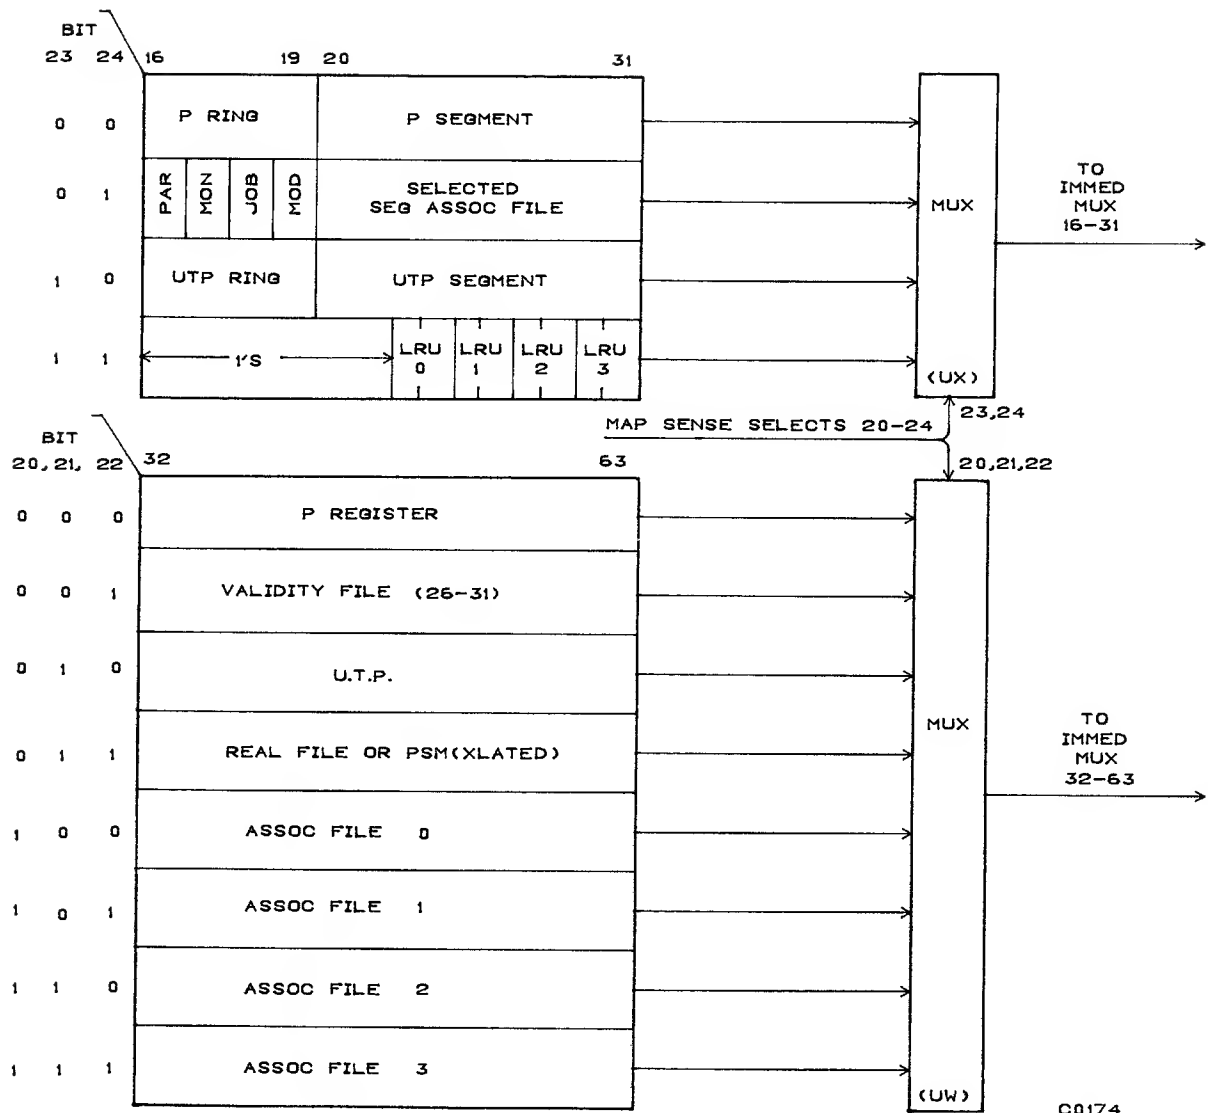 BIT
23 24 16 19 20 31
0 0 P RING P SEGMENT
0 1 PAR MON JOB MOD SELECTED
SEG ASSOC FILE
MUX
TO
IMMED
MUX
16-31
1 0 UTP RING UTP SEGMENT
1 1 1'S LRU 0 LRU 1 LRU 2 LRU 3
(UX)
MAP SENSE SELECTS 20-24
23,24
20,21,22
BIT
20,21, 22 32 63
0 0 0 P REGISTER
0 0 1 VALIDITY FILE (26-31)
0 1 0 U.T.P.
0 1 1 REAL FILE OR PSM(XLATED)
MUX
TO
IMMED
MUX
32-63
1 0 0 ASSOC FILE 0
1 0 1 ASSOC FILE 1
1 1 0 ASSOC FILE 2
1 1 1 ASSOC FILE 3
(UW)
C0174